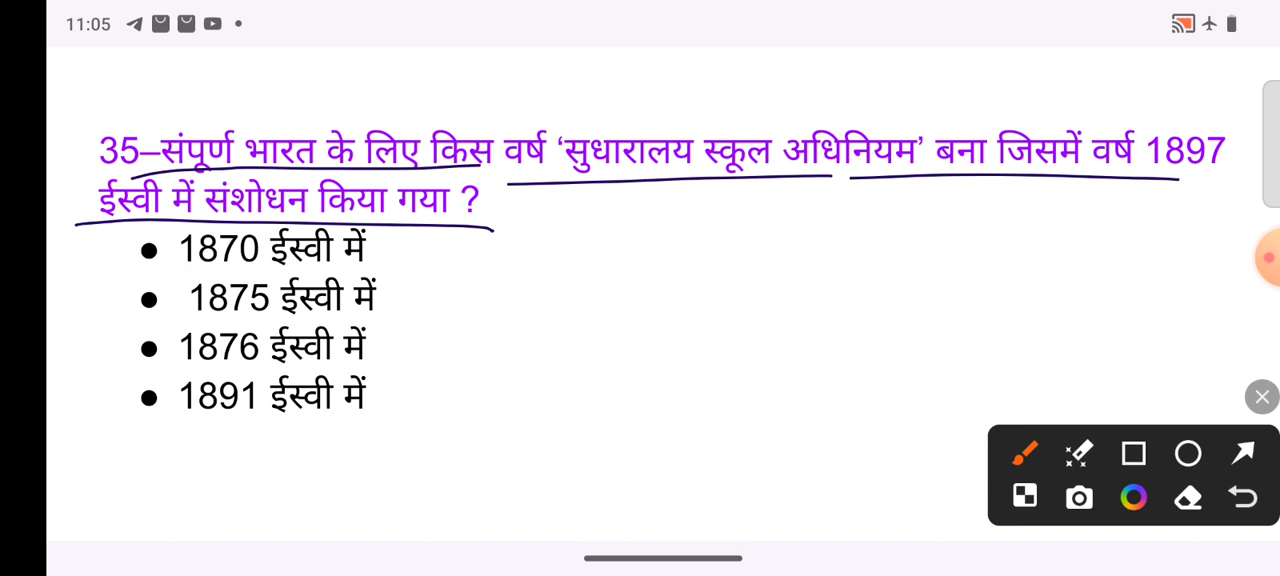 11:05
35–संपूर्ण भारत के लिए किस वर्ष ‘सुधारालय स्कूल अधिनियम’ बना जिसमें वर्ष 1897
ईस्वी में संशोधन किया गया ?
● 1870 ईस्वी में
● 1875 ईस्वी में
● 1876 ईस्वी में
● 1891 ईस्वी में